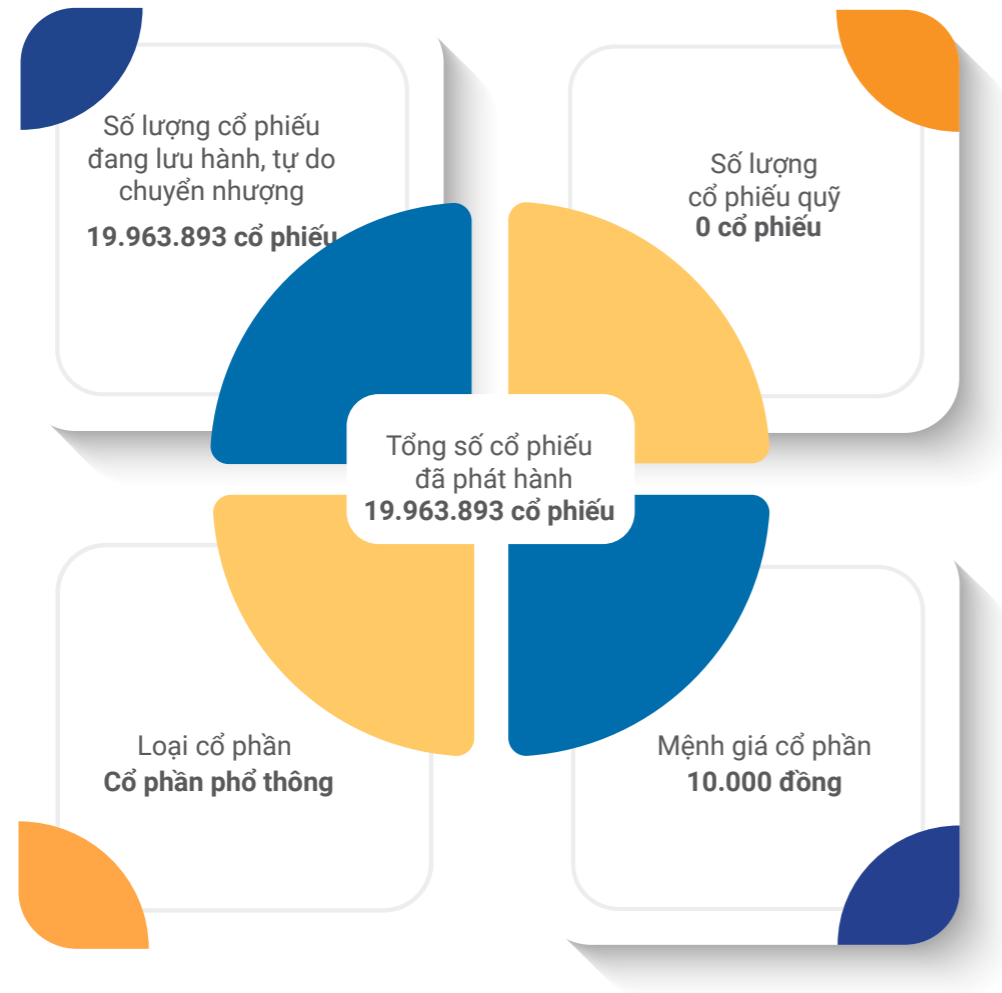 Số lượng cổ phiếu
đang lưu hành, tự do
chuyển nhượng
19.963.893 cổ phiếu
Số lượng
cổ phiếu quỹ
0 cổ phiếu
Tổng số cổ phiếu
đã phát hành
19.963.893 cổ phiếu
Loại cổ phần
Cổ phần phổ thông
Mệnh giá cổ phần
10.000 đồng